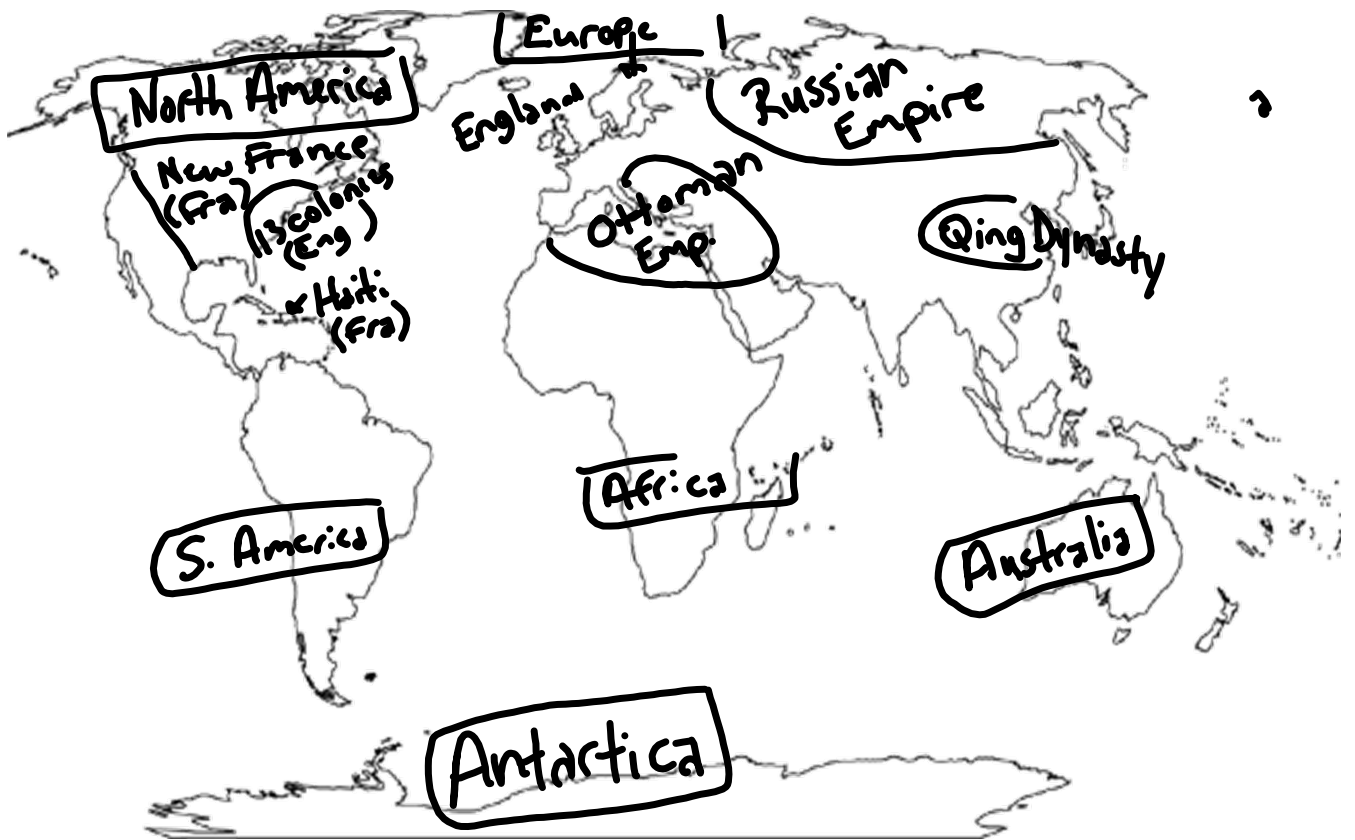 Europe
North America
England
Russian
Empire
a
New France
(Fra)
13 colonies
(Eng)
Ottoman
Emp.
Qing Dynasty
Haiti
(Fra)
Africa
S. America
Australia
Antartica